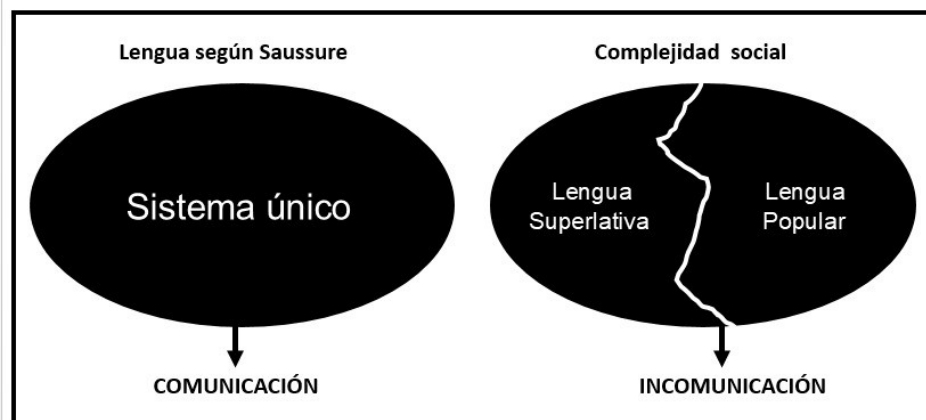 Lengua según Saussure
Complejidad social
Sistema único
Lengua
Superlativa
Lengua
Popular
COMUNICACIÓN
INCOMUNICACIÓN